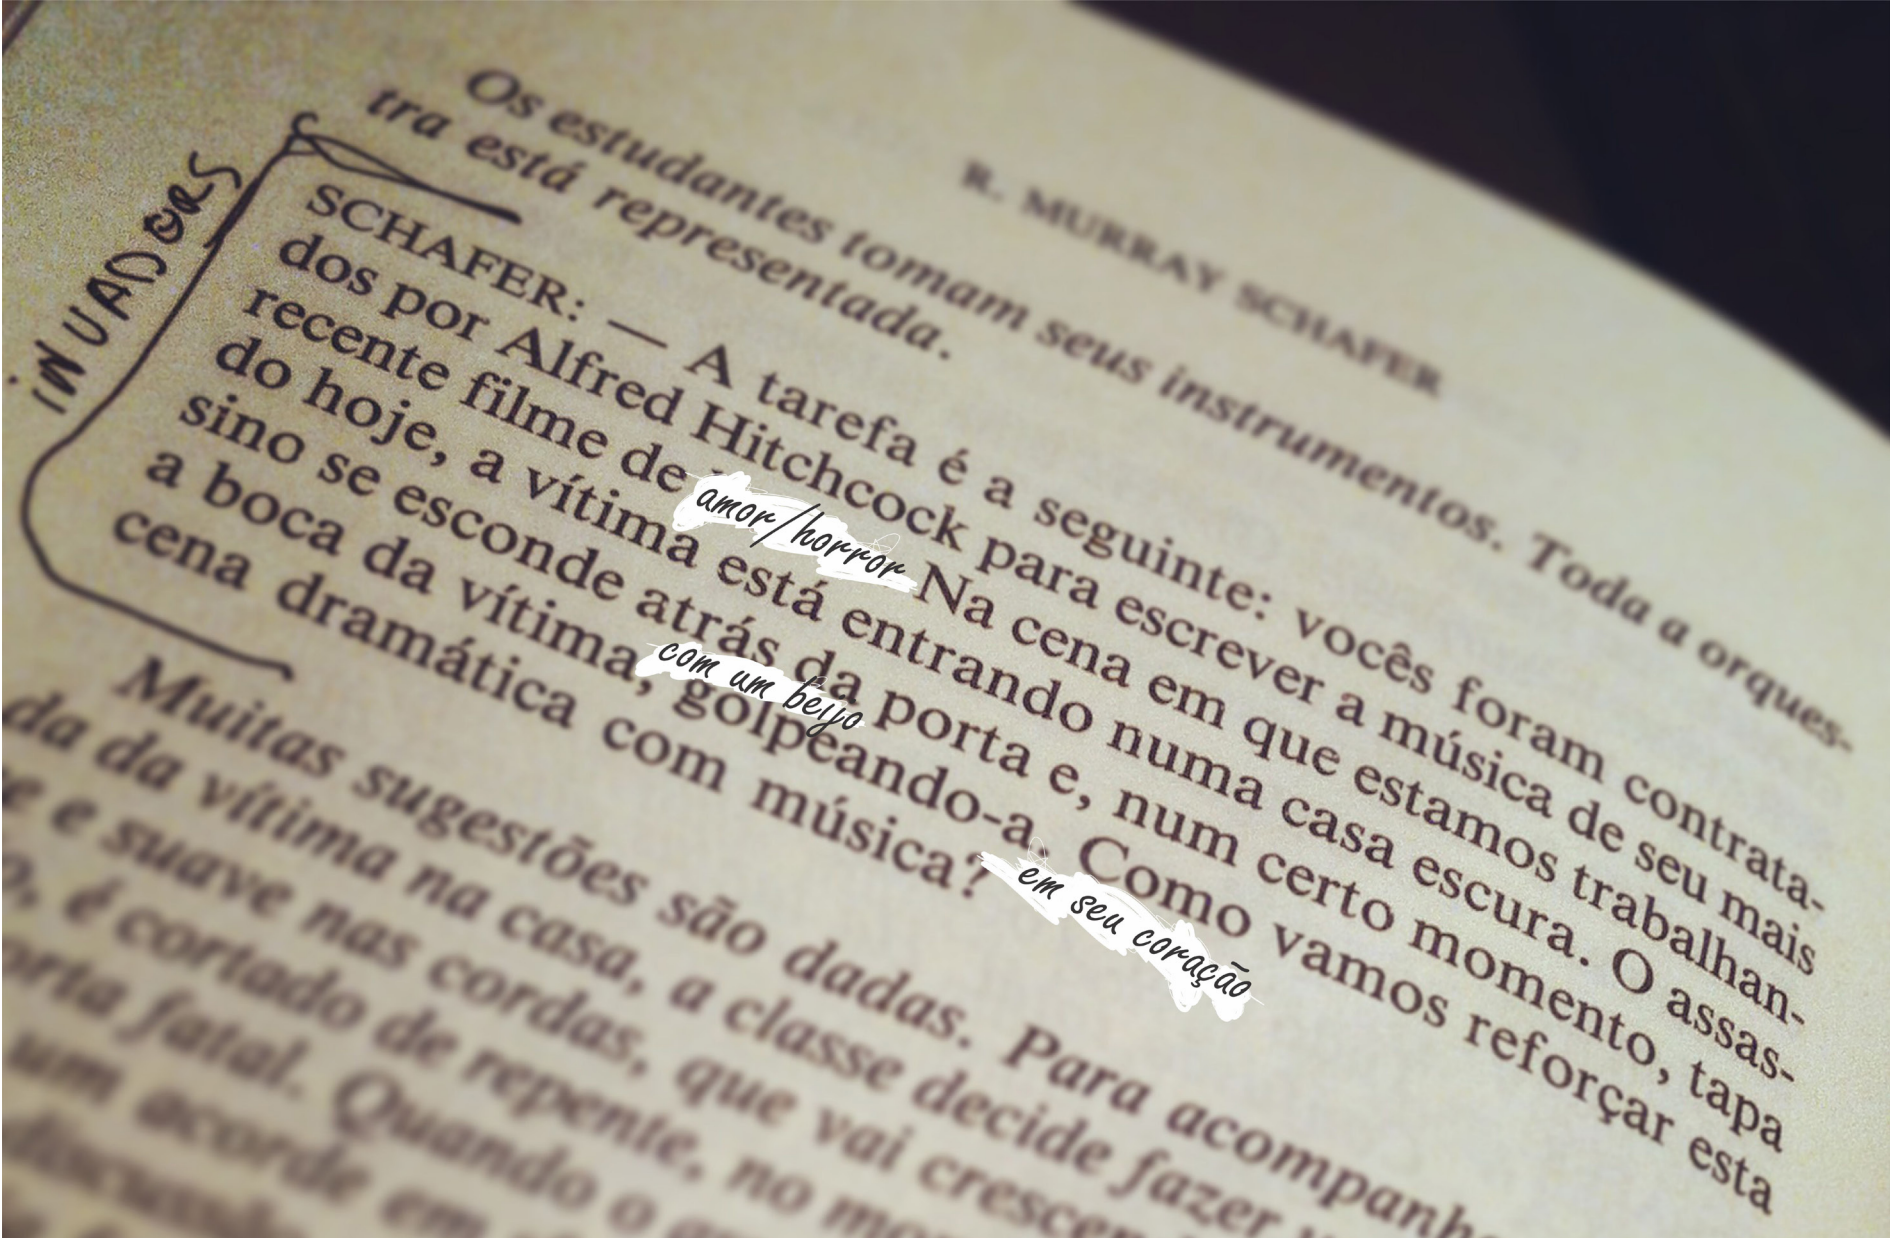 R. MURRAY SCHAFER
Os estudantes tomam seus instrumentos. Toda a orques-
tra está representada.
iNUADORS
SCHAFER: — A tarefa é a seguinte: vocês foram contrata-
dos por Alfred Hitchcock para escrever a música de seu mais
recente filme de amor/horror Na cena em que estamos trabalhan-
do hoje, a vítima está entrando numa casa escura. O assas-
sino se esconde atrás da porta e, num certo momento, tapa
a boca da vítima, com um beijo golpeando-a. Como vamos reforçar esta
em seu coração
cena dramática com música?
Muitas sugestões são dadas. Para acompanh
da da vítima na casa, a classe decide fazer
e e suave nas cordas, que vai crescen
o, é cortado de repente, no mo
orta fatal. Quando o
um acorde em